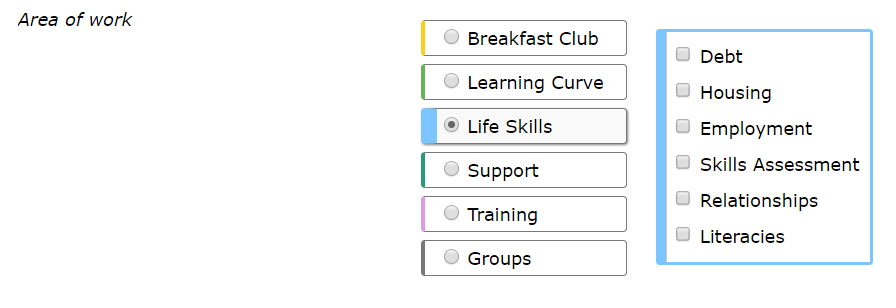 Area of work
Breakfast Club
Learning Curve
Life Skills
Support
Training
Groups
Debt
Housing
Employment
Skills Assessment
Relationships
Literacies